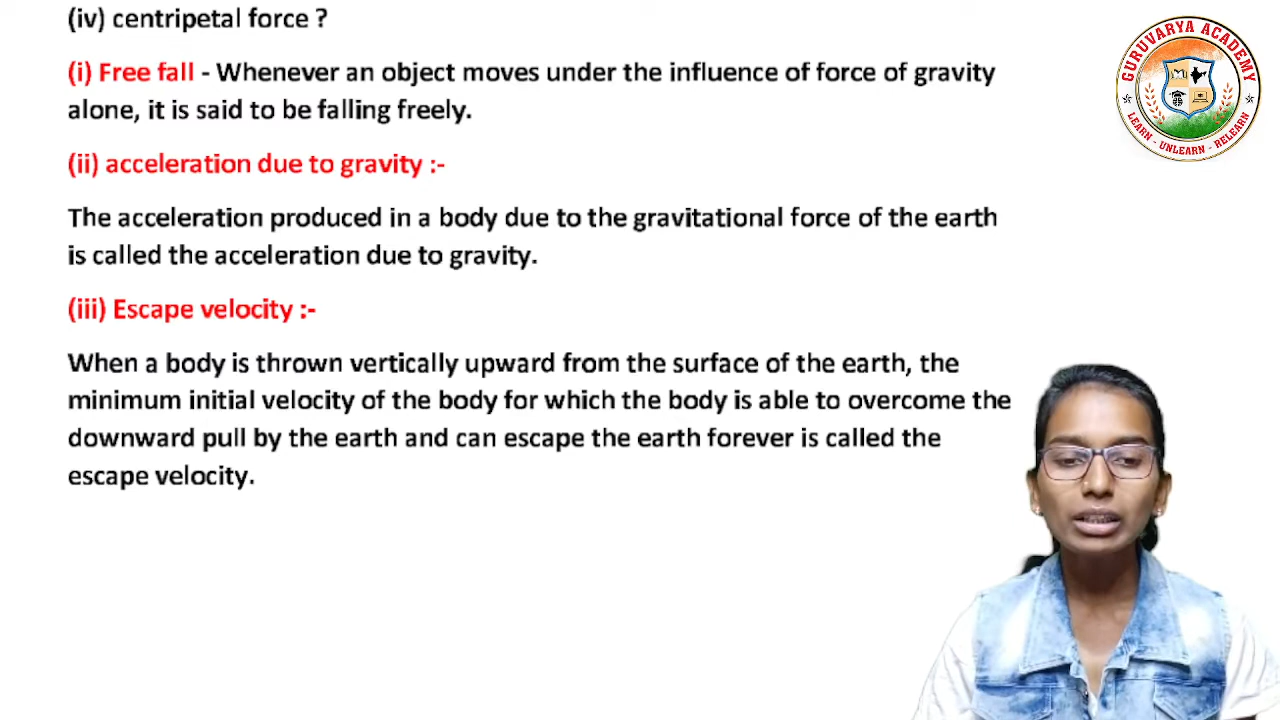 (iv) centripetal force ?
(i) Free fall - Whenever an object moves under the influence of force of gravity
alone, it is said to be falling freely.
(ii) acceleration due to gravity :-
The acceleration produced in a body due to the gravitational force of the earth
is called the acceleration due to gravity.
(iii) Escape velocity :-
When a body is thrown vertically upward from the surface of the earth, the
minimum initial velocity of the body for which the body is able to overcome the
downward pull by the earth and can escape the earth forever is called the
escape velocity.
GURUVARYA ACADEMY
LEARN - UNLEARN - RELEARN